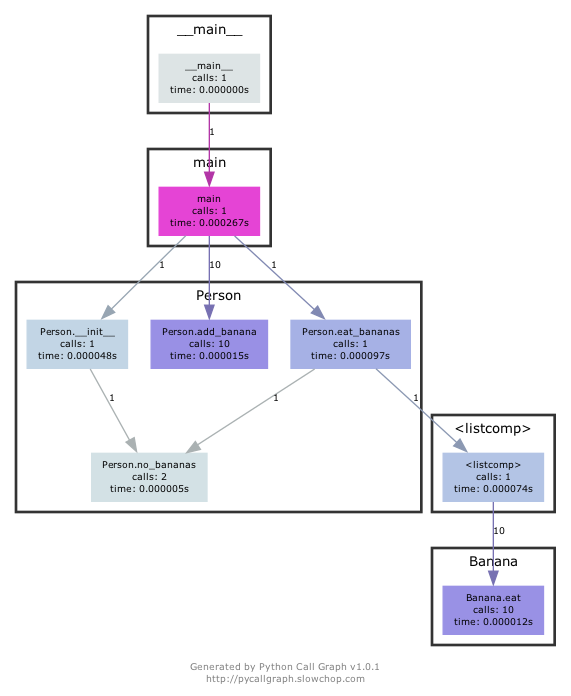 __main__
__main__
calls: 1
time: 0.000000s
1
main
main
calls: 1
time: 0.000267s
1
10
1
Person
Person.__init__
calls: 1
time: 0.000048s
Person.add_banana
calls: 10
time: 0.000015s
Person.eat_bananas
calls: 1
time: 0.000097s
1
1
1
<listcomp>
Person.no_bananas
calls: 2
time: 0.000005s
<listcomp>
calls: 1
time: 0.000074s
10
Banana
Banana.eat
calls: 10
time: 0.000012s
Generated by Python Call Graph v1.0.1
http://pycallgraph.slowchop.com